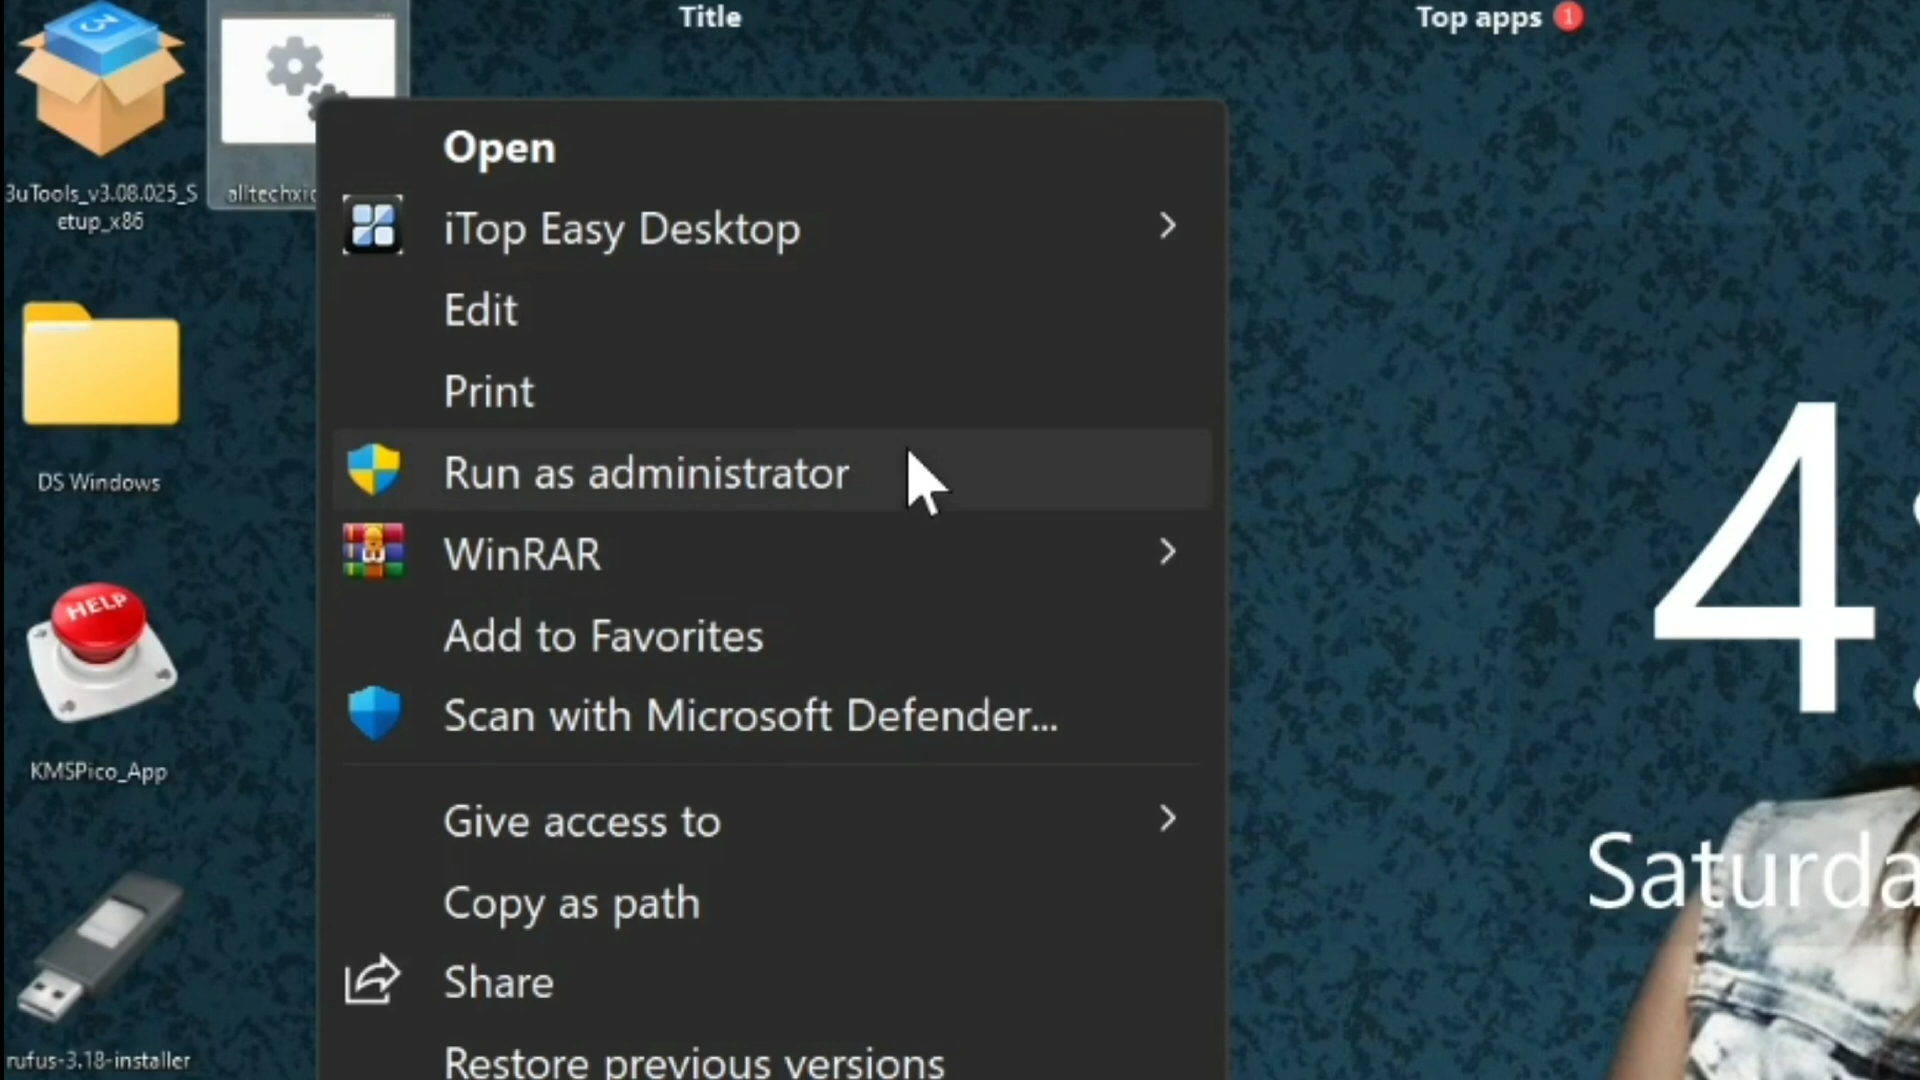 Title
Top apps 1
3uTools_v3.08.025_S
etup_x86
Open
iTop Easy Desktop
Edit
Print
Run as administrator
WinRAR
Add to Favorites
Scan with Microsoft Defender...
Give access to
Copy as path
Share
Restore previous versions
DS Windows
HELP
KMSPico_App
rufus-3.18-installer
4:
Saturda